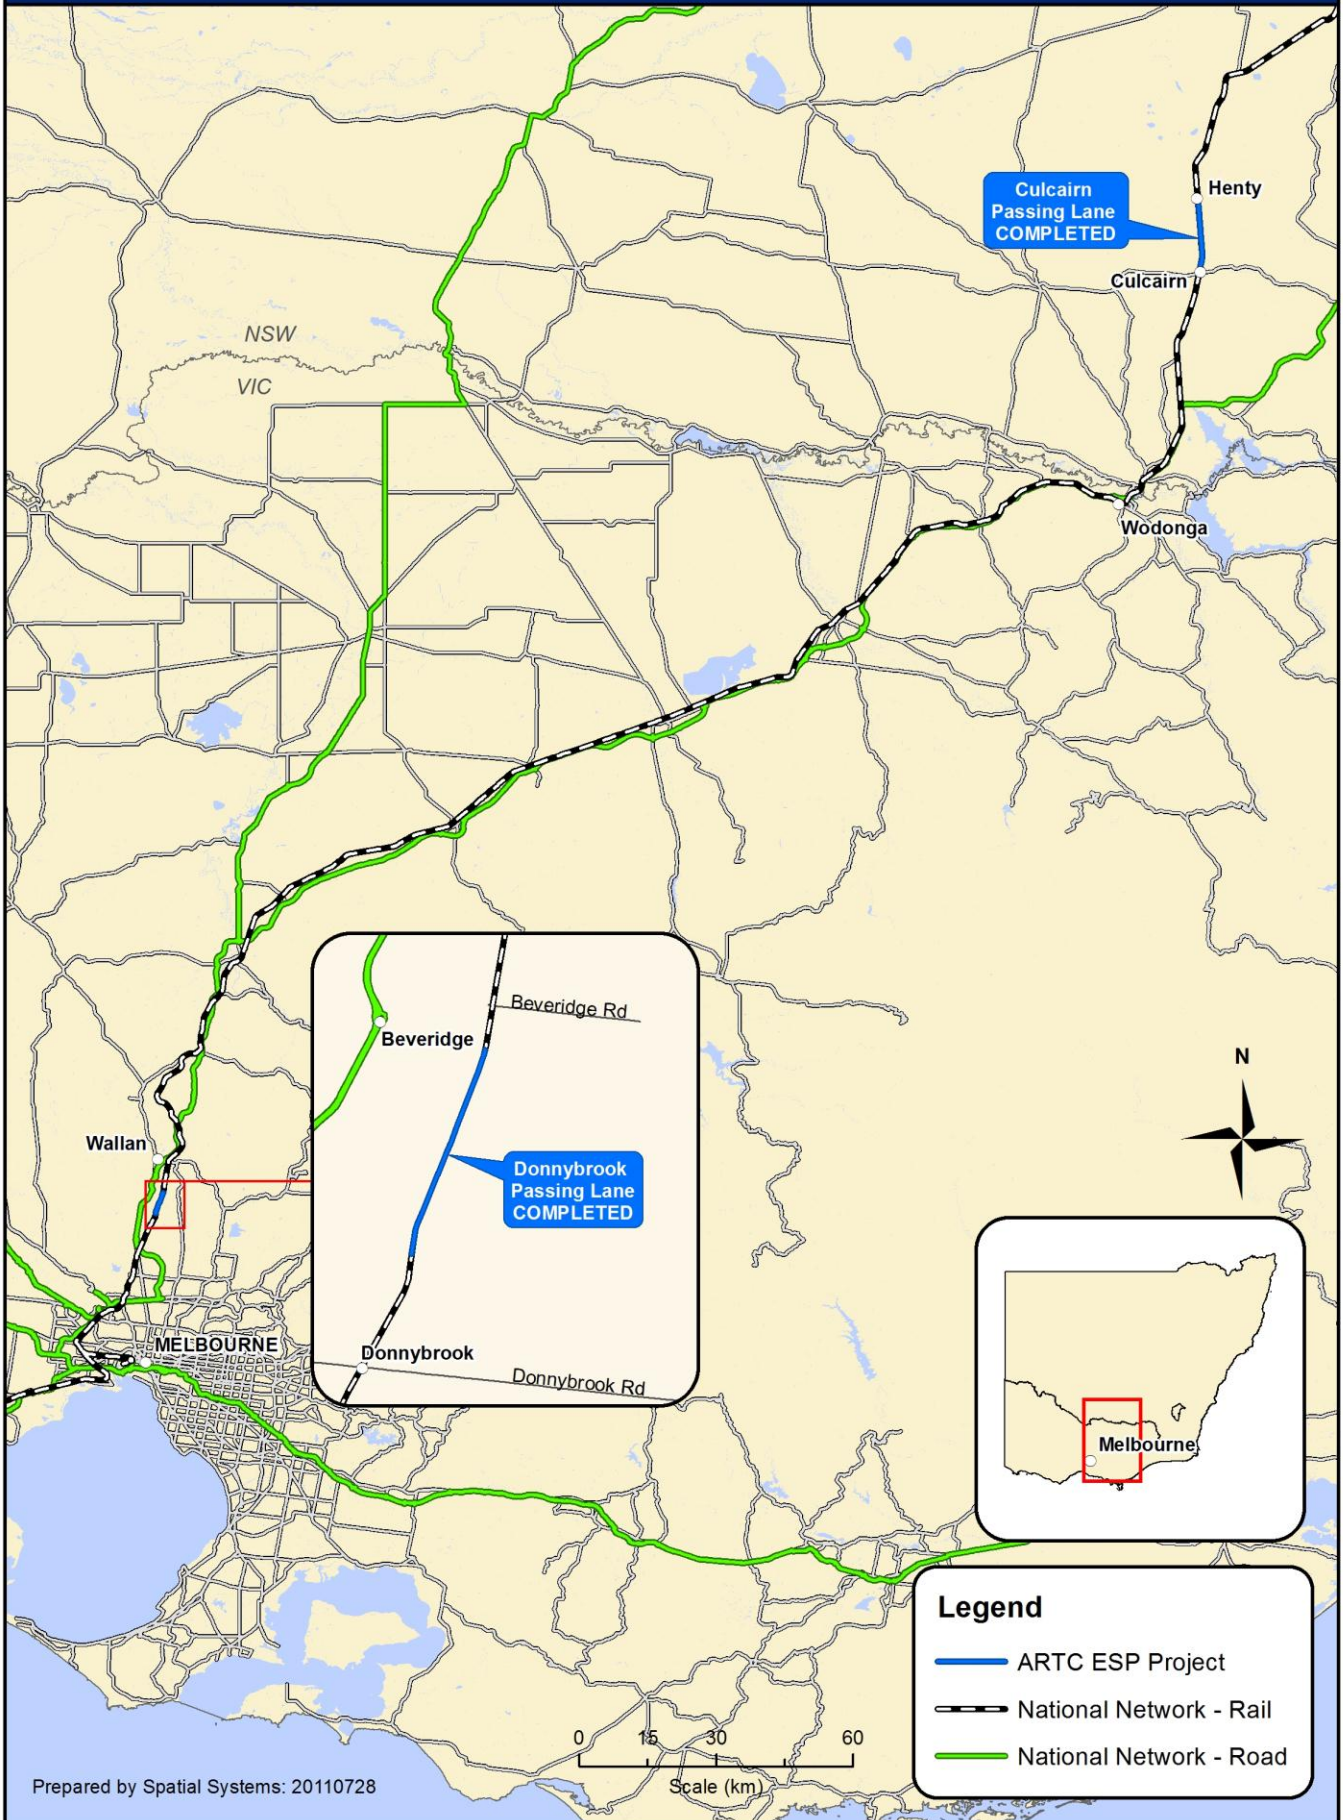 Culcairn
Passing Lane
COMPLETED
Henty
Culcairn
NSW
VIC
Wodonga
Beveridge Rd
Beveridge
N
Wallan
Donnybrook
Passing Lane
COMPLETED
MELBOURNE
Donnybrook
Donnybrook Rd
Melbourne
Legend
ARTC ESP Project
National Network - Rail
National Network - Road
0 15 30 60
Scale (km)
Prepared by Spatial Systems: 20110728